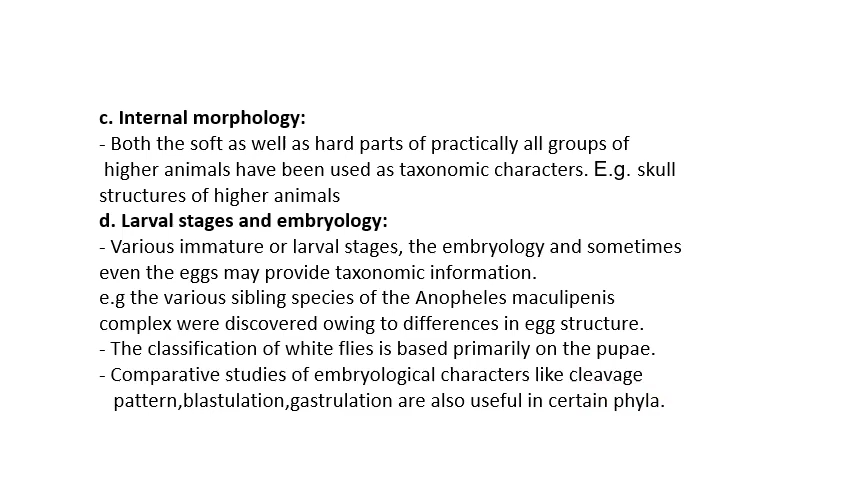 c. Internal morphology:
- Both the soft as well as hard parts of practically all groups of
higher animals have been used as taxonomic characters. E.g. skull
structures of higher animals
d. Larval stages and embryology:
- Various immature or larval stages, the embryology and sometimes
even the eggs may provide taxonomic information.
e.g the various sibling species of the Anopheles maculipenis
complex were discovered owing to differences in egg structure.
- The classification of white flies is based primarily on the pupae.
- Comparative studies of embryological characters like cleavage
pattern,blastulation,gastrulation are also useful in certain phyla.